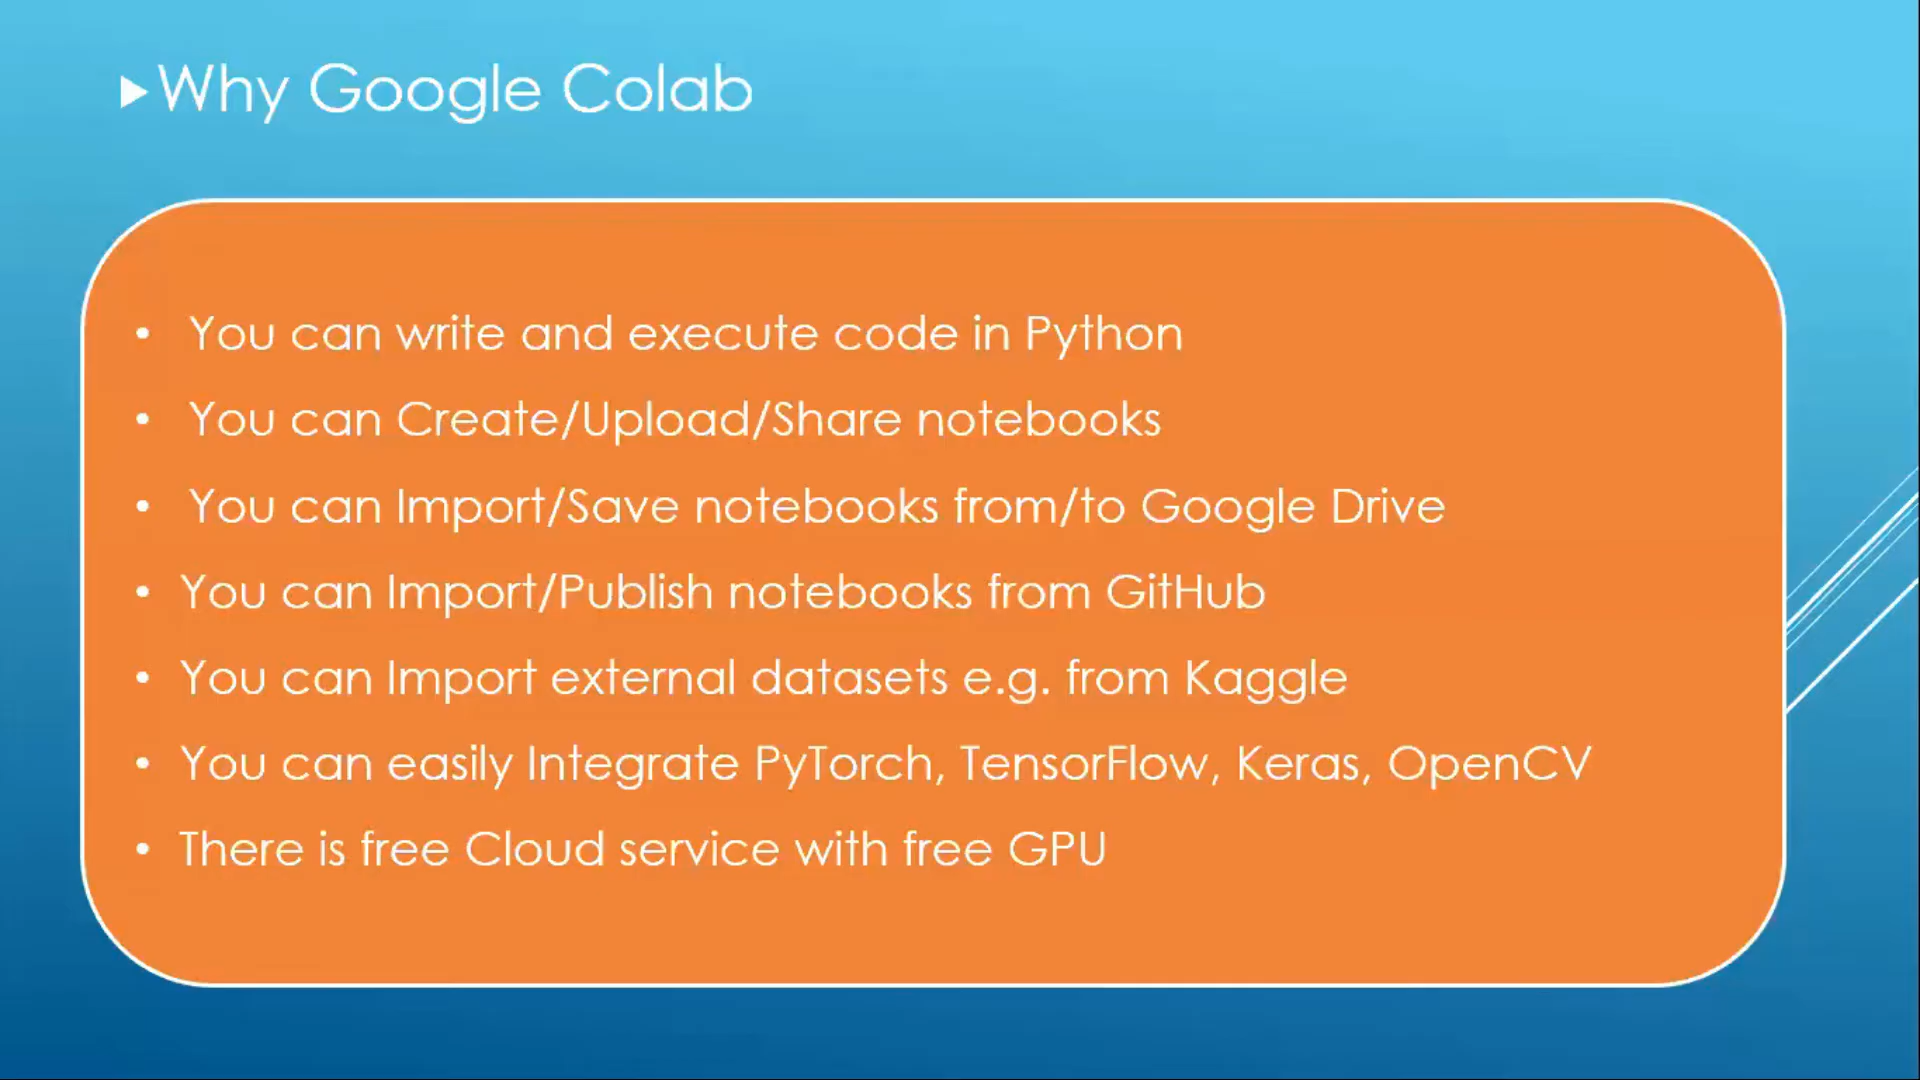 Why Google Colab
• You can write and execute code in Python
• You can Create/Upload/Share notebooks
• You can Import/Save notebooks from/to Google Drive
• You can Import/Publish notebooks from GitHub
• You can Import external datasets e.g. from Kaggle
• You can easily Integrate PyTorch, TensorFlow, Keras, OpenCV
• There is free Cloud service with free GPU